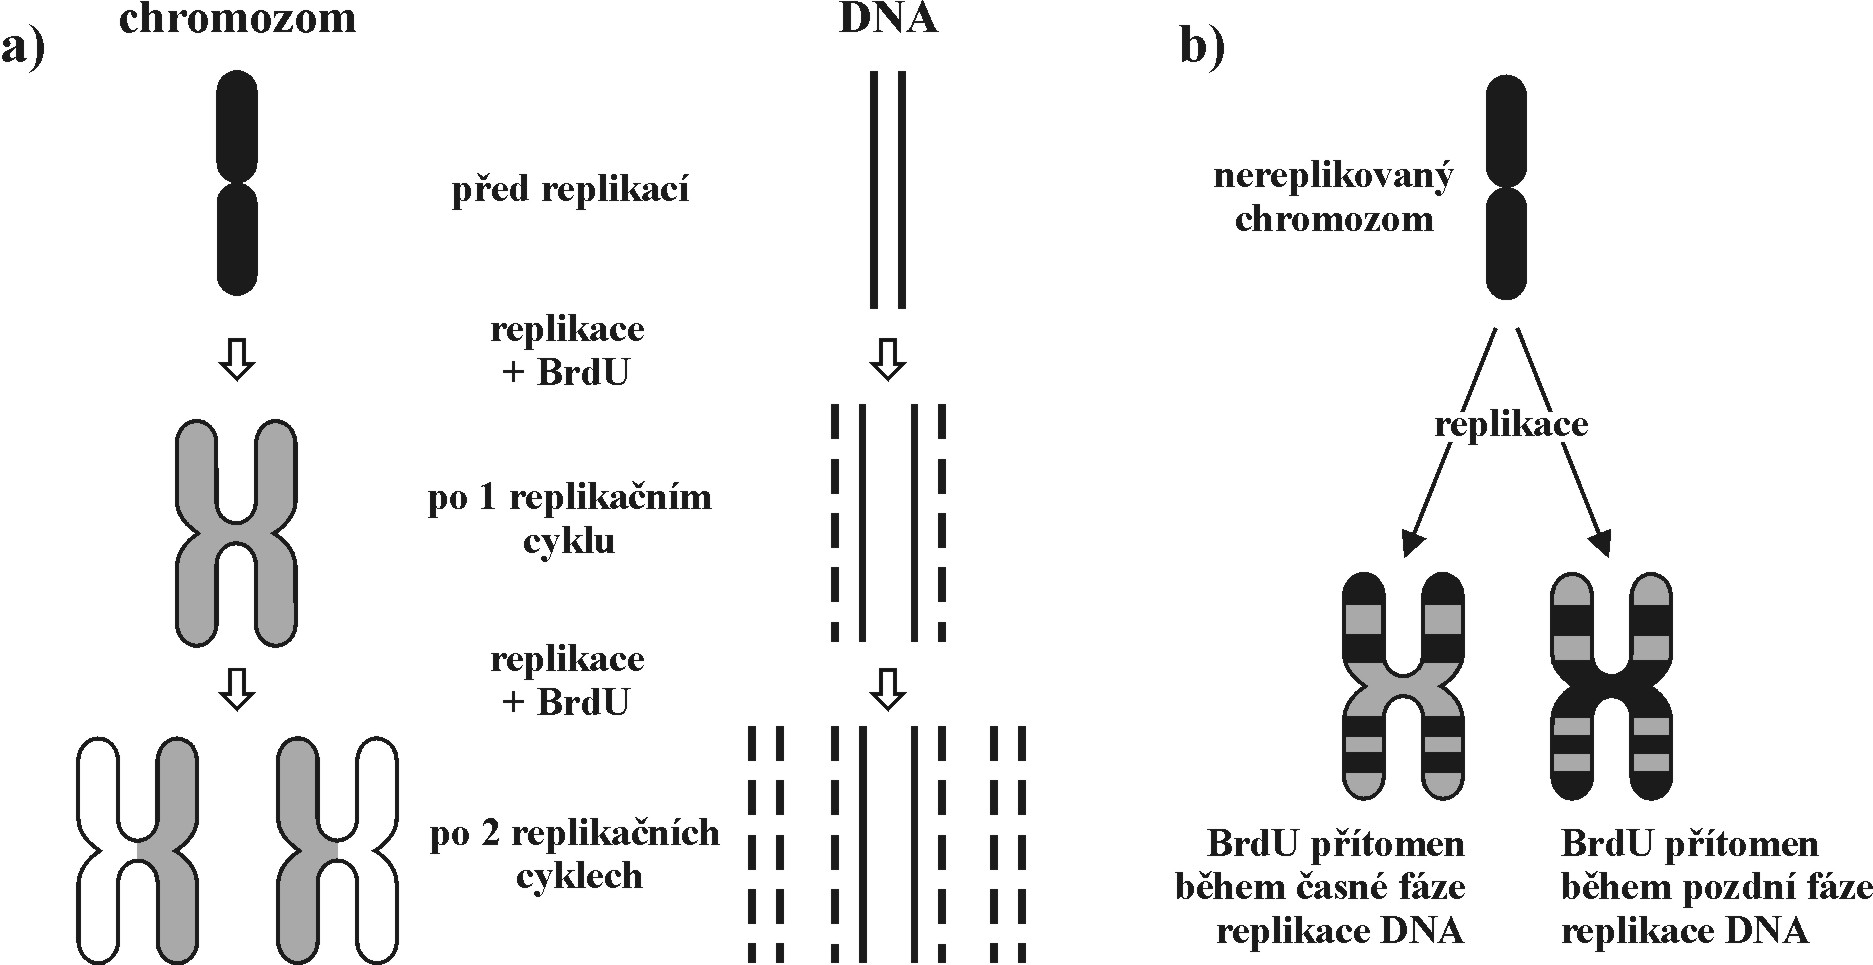 a)
chromozom
DNA
před replikací
replikace
+ BrdU
po 1 replikačním
cyklu
replikace
+ BrdU
po 2 replikačních
cyklech
b)
nereplikovaný
chromozom
replikace
BrdU přítomen
během časné fáze
replikace DNA
BrdU přítomen
během pozdní fáze
replikace DNA